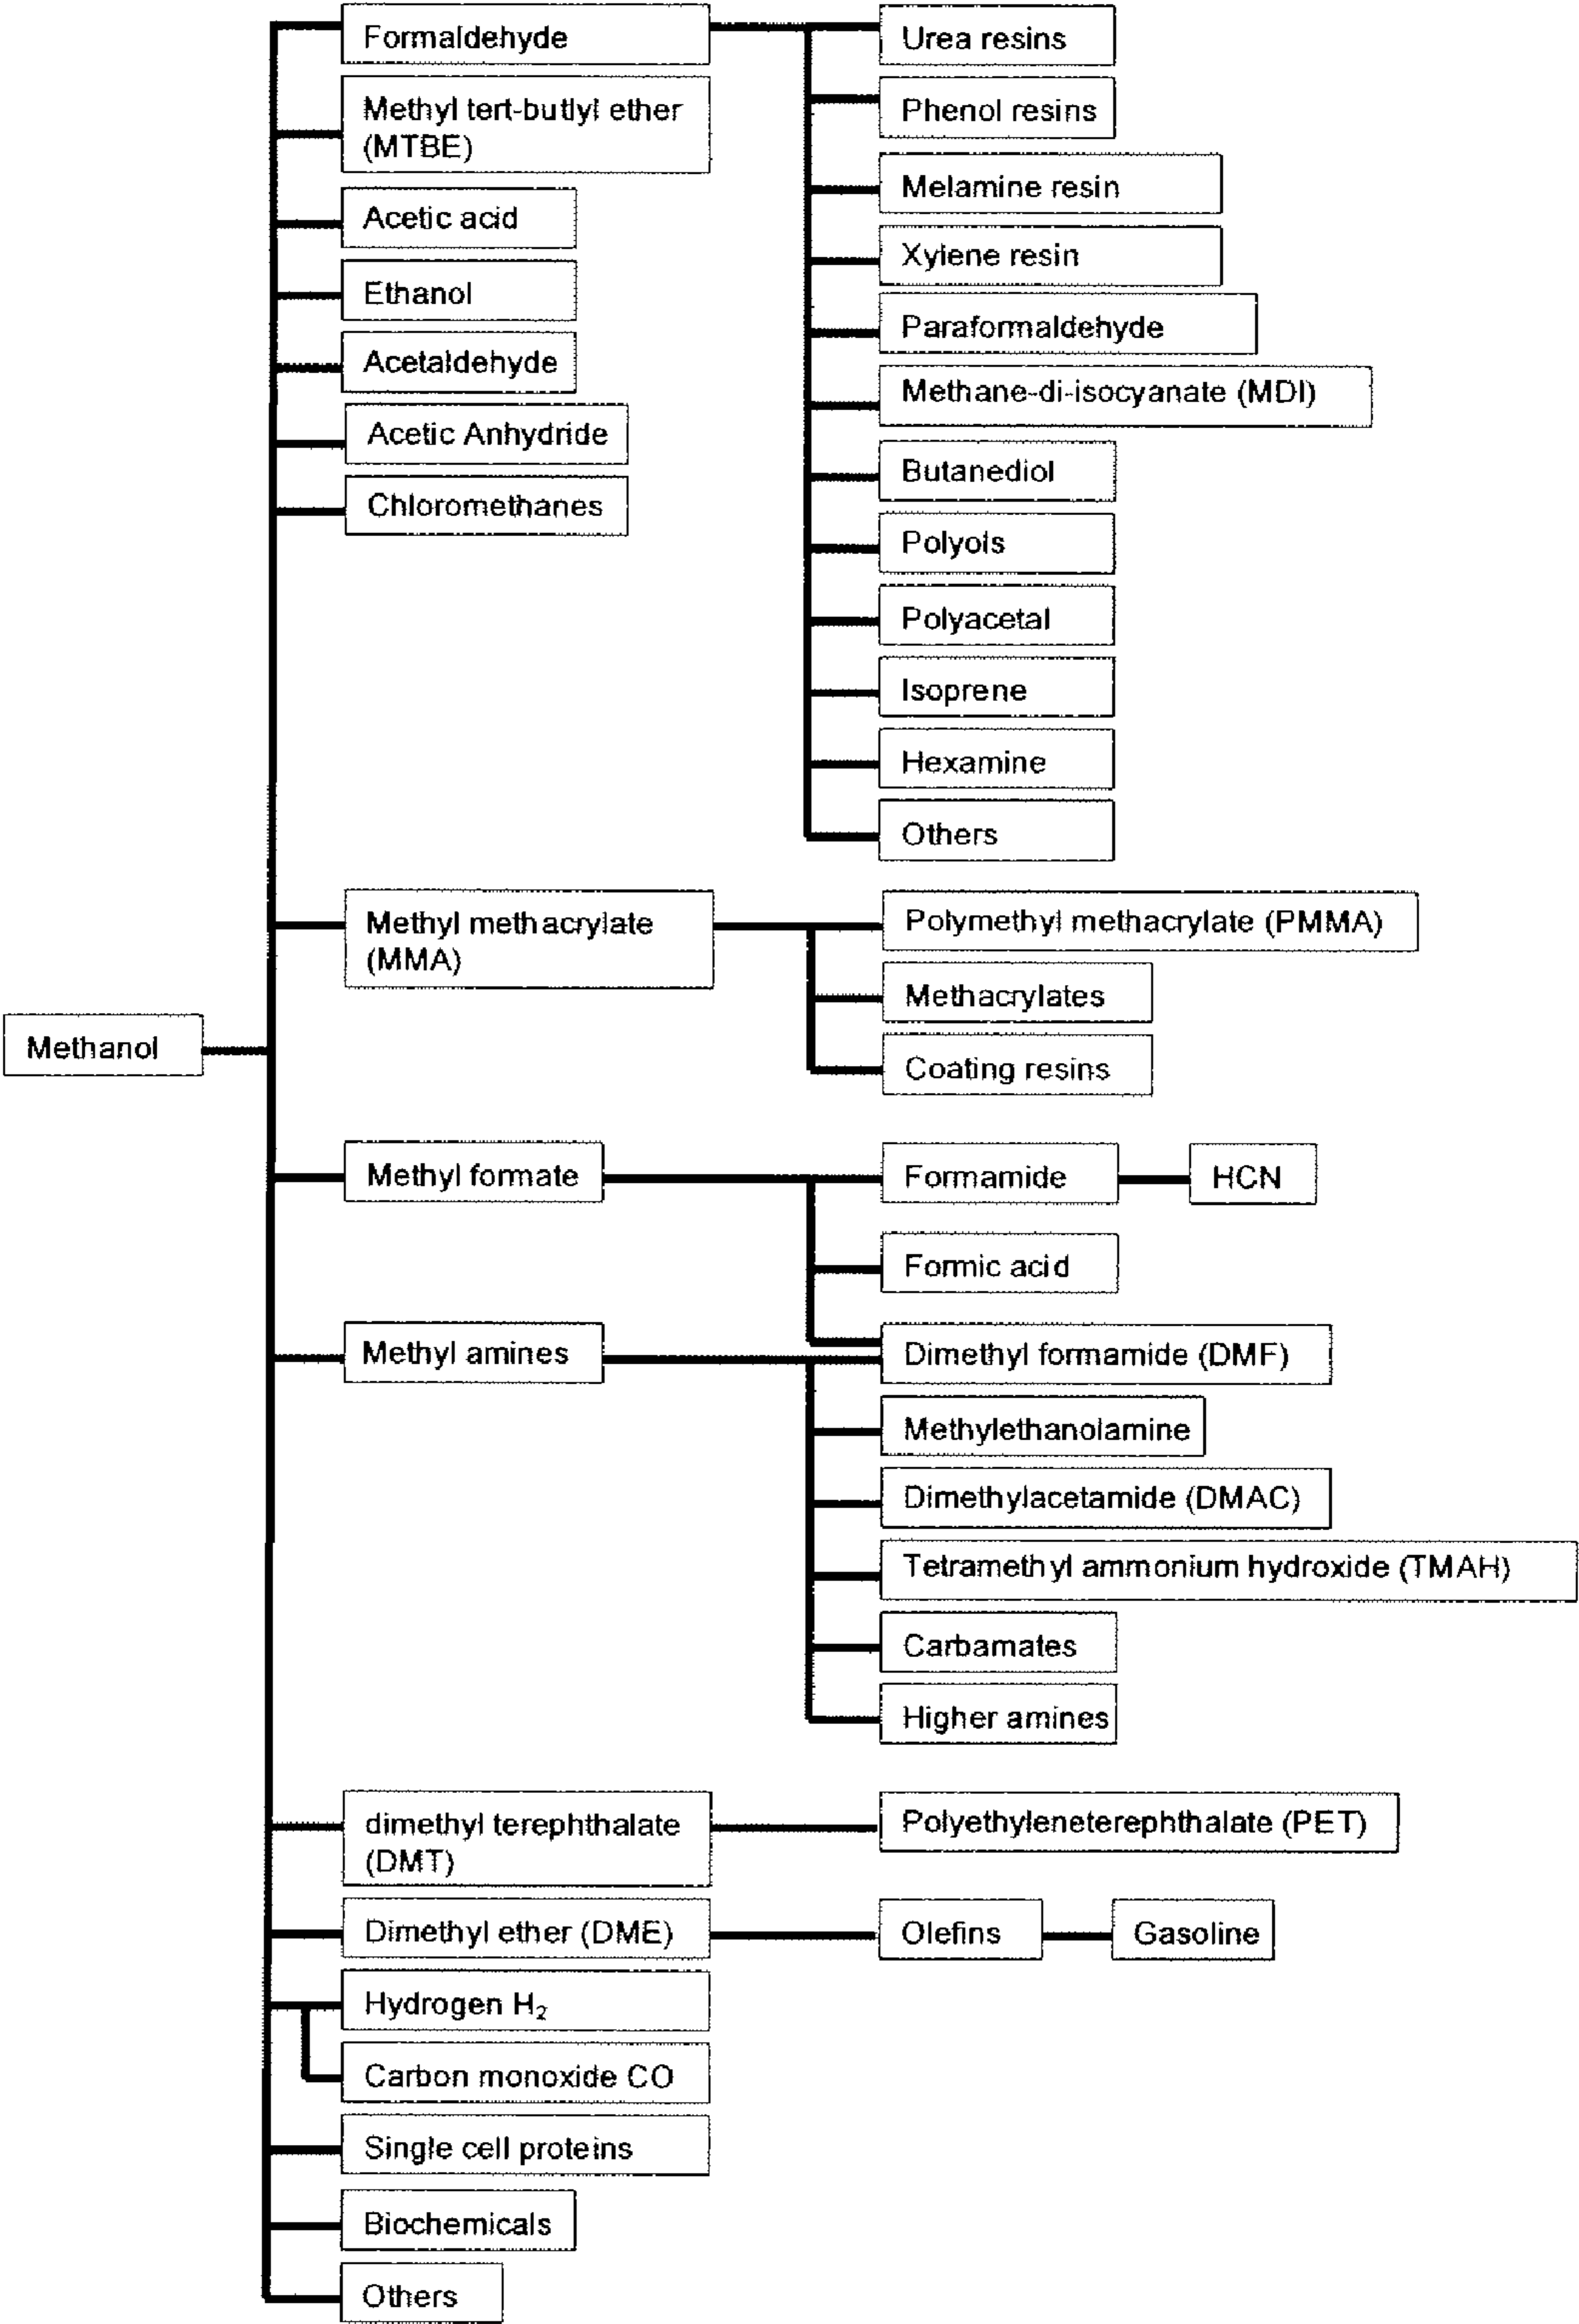 Formaldehyde
Methyl tert-butlyl ether
(MTBE)
Acetic acid
Ethanol
Acetaldehyde
Acetic Anhydride
Chloromethanes
Urea resins
Phenol resins
Melamine resin
Xylene resin
Paraformaldehyde
Methane-di-isocyanate (MDI)
Butanediol
Polyols
Polyacetal
Isoprene
Hexamine
Others
Methanol
Methyl methacrylate
(MMA)
Polymethyl methacrylate (PMMA)
Methacrylates
Coating resins
Methyl formate
Formamide
HCN
Formic acid
Methyl amines
Dimethyl formamide (DMF)
Methylethanolamine
Dimethylacetamide (DMAC)
Tetramethyl ammonium hydroxide (TMAH)
Carbamates
Higher amines
dimethyl terephthalate
(DMT)
Polyethyleneterephthalate (PET)
Dimethyl ether (DME)
Olefins
Gasoline
Hydrogen H₂
Carbon monoxide CO
Single cell proteins
Biochemicals
Others